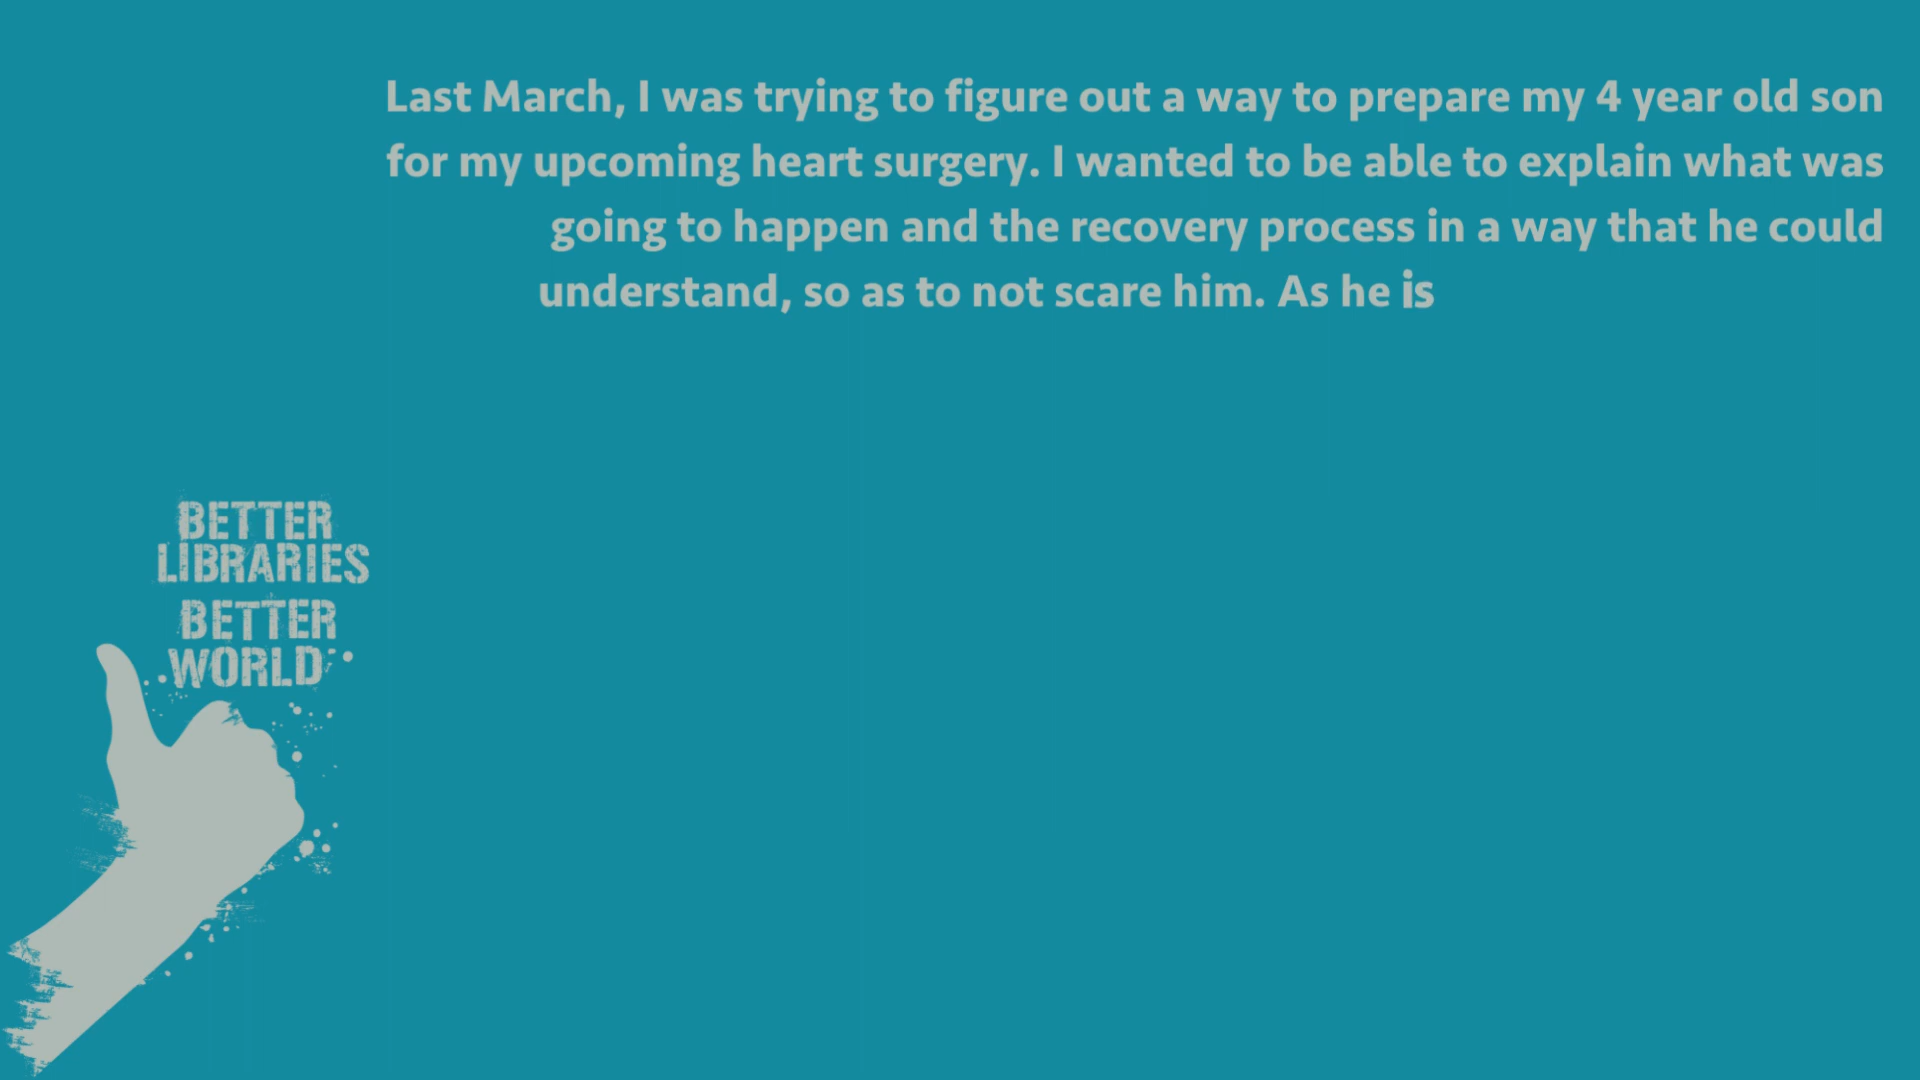 Last March, I was trying to figure out a way to prepare my 4 year old son
for my upcoming heart surgery. I wanted to be able to explain what was
going to happen and the recovery process in a way that he could
understand, so as to not scare him. As he is
BETTER
LIBRARIES
BETTER
WORLD